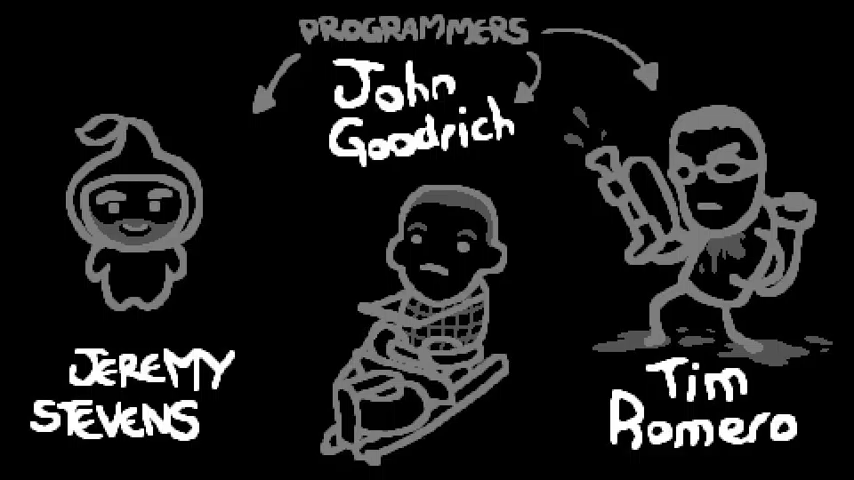 PROGRAMMERS
John
Goodrich
JEREMY
STEVENS
Tim
Romero